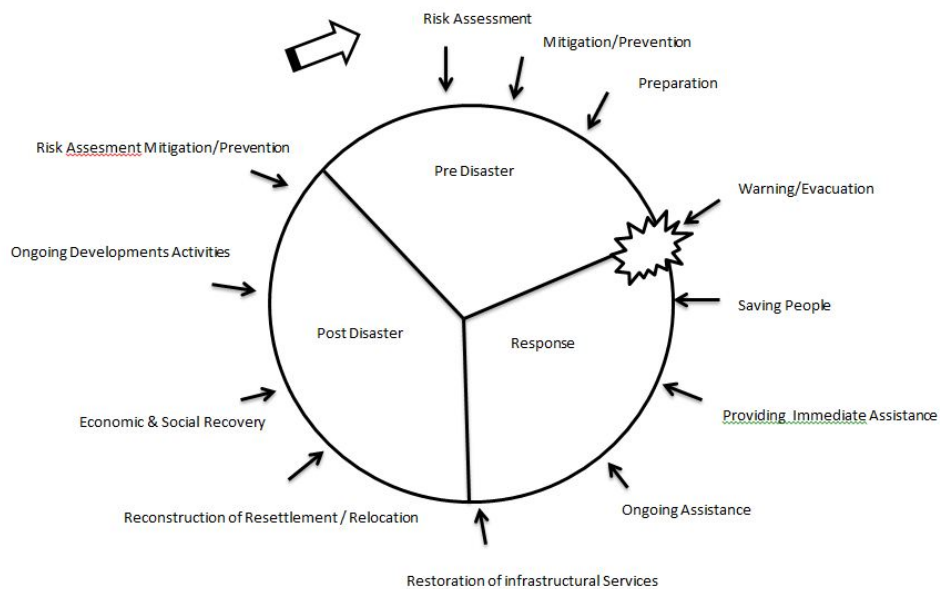 Risk Assessment
Mitigation/Prevention
Preparation
Risk Assesment Mitigation/Prevention
Pre Disaster
Warning/Evacuation
Ongoing Developments Activities
Saving People
Post Disaster
Response
Economic & Social Recovery
Providing Immediate Assistance
Ongoing Assistance
Reconstruction of Resettlement / Relocation
Restoration of infrastructural Services